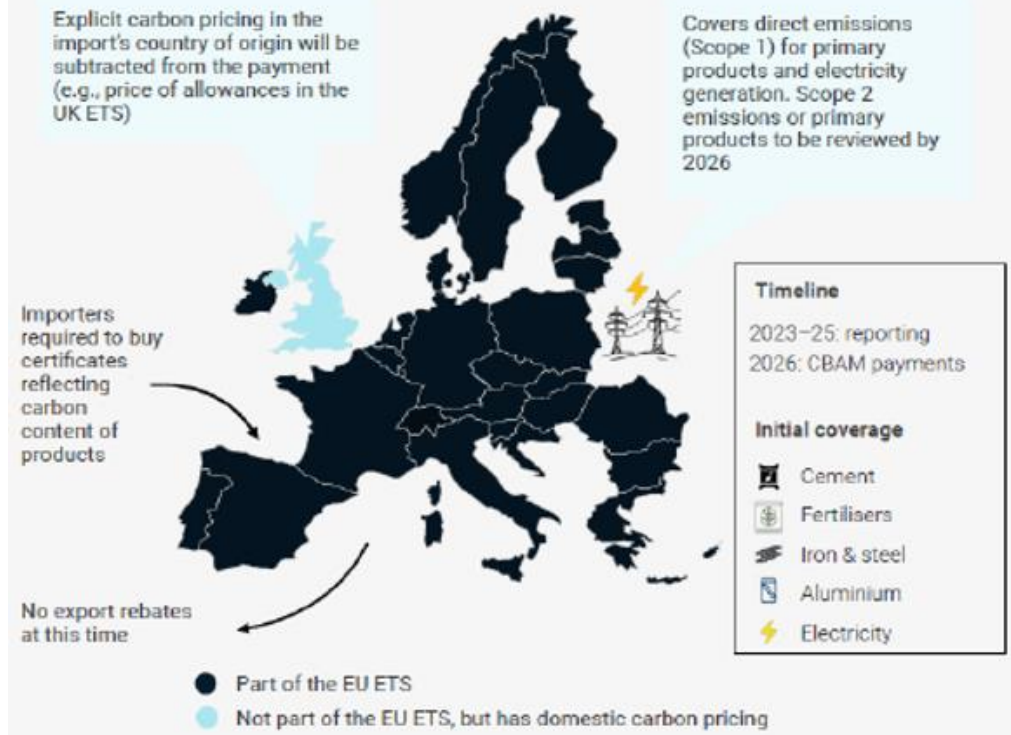 Explicit carbon pricing in the
import's country of origin will be
subtracted from the payment
(e.g., price of allowances in the
UK ETS)
Covers direct emissions
(Scope 1) for primary
products and electricity
generation. Scope 2
emissions or primary
products to be reviewed by
2026
Importers
required to buy
certificates
reflecting
carbon
content of
products
No export rebates
at this time
Timeline
2023–25: reporting
2026: CBAM payments
Initial coverage
Cement
Fertilisers
Iron & steel
Aluminium
Electricity
Part of the EU ETS
Not part of the EU ETS, but has domestic carbon pricing